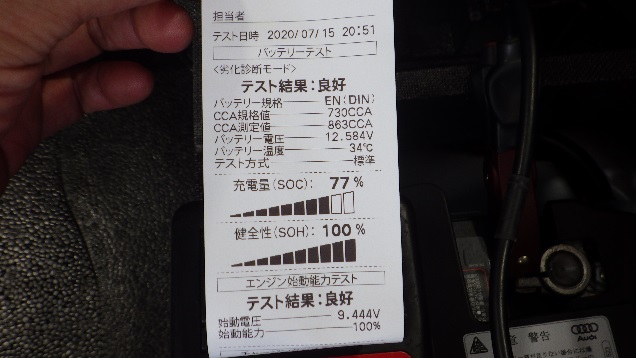 担当者
テスト日時 2020/07/15 20:51
バッテリーテスト
<劣化診断モード>
テスト結果:良好
バッテリー規格 EN(DIN)
CCA規格値 730CCA
CCA測定値 863CCA
バッテリー電圧 12.584V
バッテリー温度 34℃
テスト方式 標準
充電量(SOC): 77 %
健全性(SOH): 100 %
エンジン始動能力テスト
テスト結果:良好
始動電圧 9.444V
始動能力 100%
警告
Audi